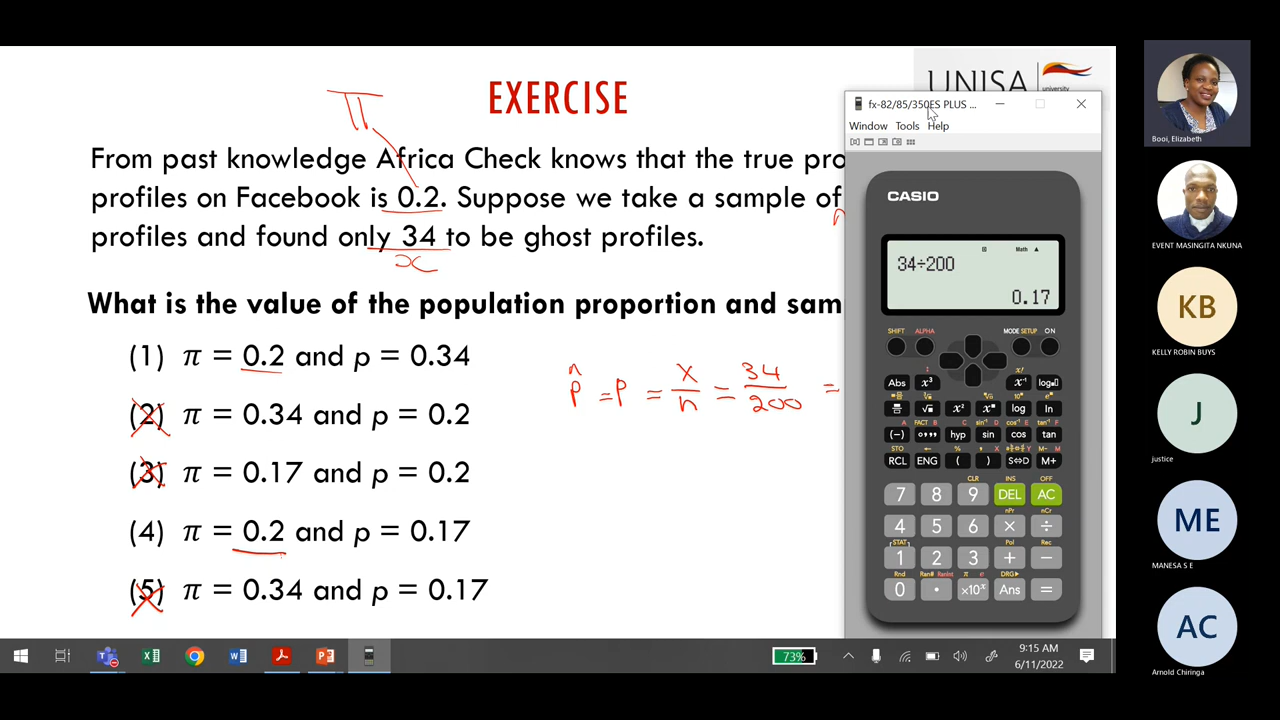 EXERCISE
UNISA
university
π
From past knowledge Africa Check knows that the true pro
profiles on Facebook is 0.2. Suppose we take a sample of
profiles and found only 34 to be ghost profiles.
x
What is the value of the population proportion and sam
(1) π = 0.2 and p = 0.34
(2) π = 0.34 and p = 0.2
(3) π = 0.17 and p = 0.2
(4) π = 0.2 and p = 0.17
(5) π = 0.34 and p = 0.17
p̂ = p = x/n = 34/200 =
fx-82/85/350ES PLUS ...
Window Tools Help
CASIO
Math
34÷200
0.17
SHIFT ALPHA MODE SETUP ON
Abs x³ x⁻¹ log
√ x² log ln
(−) hyp sin cos tan
RCL ENG ( ) S⇔D M+
7 8 9 DEL AC
4 5 6 × ÷
1 2 3 + −
0 . ×10ˣ Ans =
73%
9:15 AM
6/11/2022
Booi, Elizabeth
EVENT MASINGITA NKUNA
KB
KELLY ROBIN BUYS
J
justice
ME
MANESA S E
AC
Arnold Chiringa